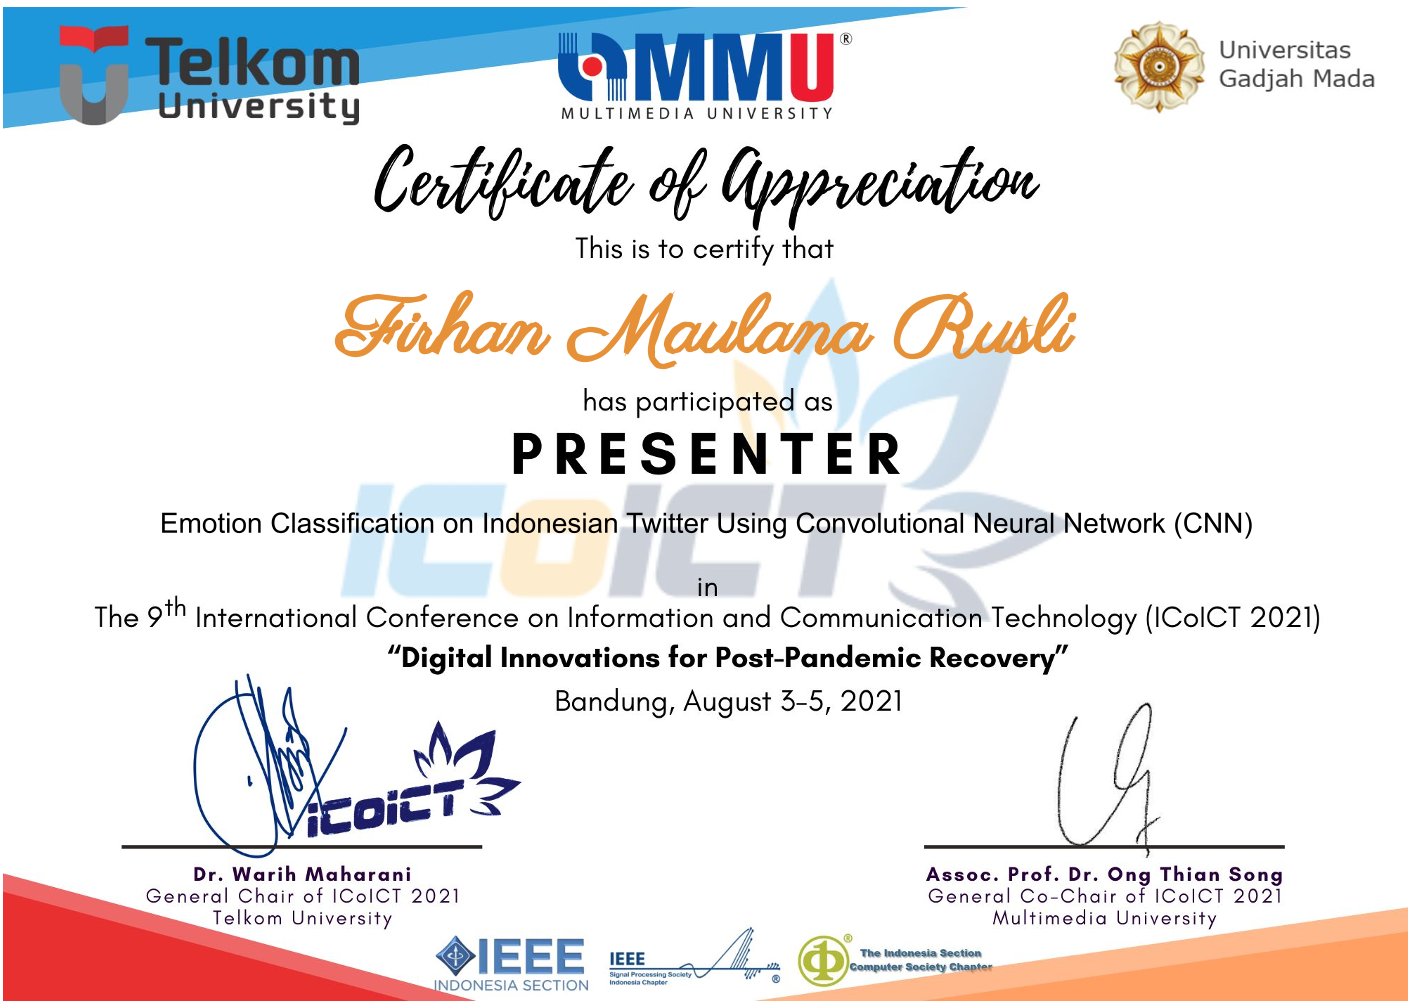 Telkom
University
MMU®
MULTIMEDIA UNIVERSITY
Universitas
Gadjah Mada
Certificate of Appreciation
This is to certify that
Firhan Maulana Rusli
has participated as
PRESENTER
ICoICT
Emotion Classification on Indonesian Twitter Using Convolutional Neural Network (CNN)
in
The 9th International Conference on Information and Communication Technology (ICoICT 2021)
“Digital Innovations for Post-Pandemic Recovery”
Bandung, August 3-5, 2021
iCoiCT
Dr. Warih Maharani
General Chair of ICoICT 2021
Telkom University
Assoc. Prof. Dr. Ong Thian Song
General Co-Chair of ICoICT 2021
Multimedia University
IEEE
INDONESIA SECTION
IEEE
Signal Processing Society
Indonesia Chapter
®
®
The Indonesia Section
Computer Society Chapter